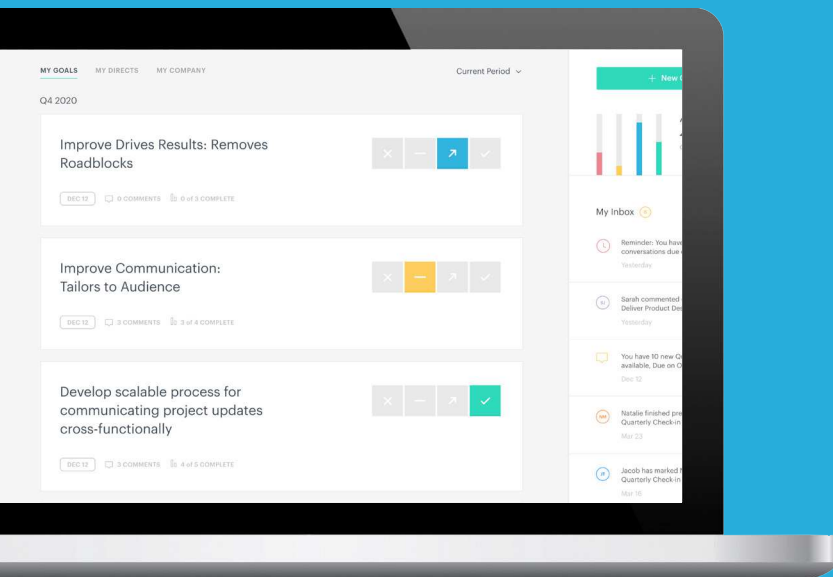 MY GOALS MY DIRECTS MY COMPANY Current Period
Q4 2020
Improve Drives Results: Removes
Roadblocks
DEC 12 0 COMMENTS 0 of 3 COMPLETE
Improve Communication:
Tailors to Audience
DEC 12 3 COMMENTS 3 of 4 COMPLETE
Develop scalable process for
communicating project updates
cross-functionally
DEC 12 3 COMMENTS 4 of 5 COMPLETE
+ New
My Inbox
Reminder: You have
conversations due
Yesterday
Sarah commented
Deliver Product
Yesterday
You have 10 new
available, Due on
Dec 12
Natalie finished
Quarterly Check-in
Mar 23
Jacob has marked
Quarterly Check-in
Mar 16